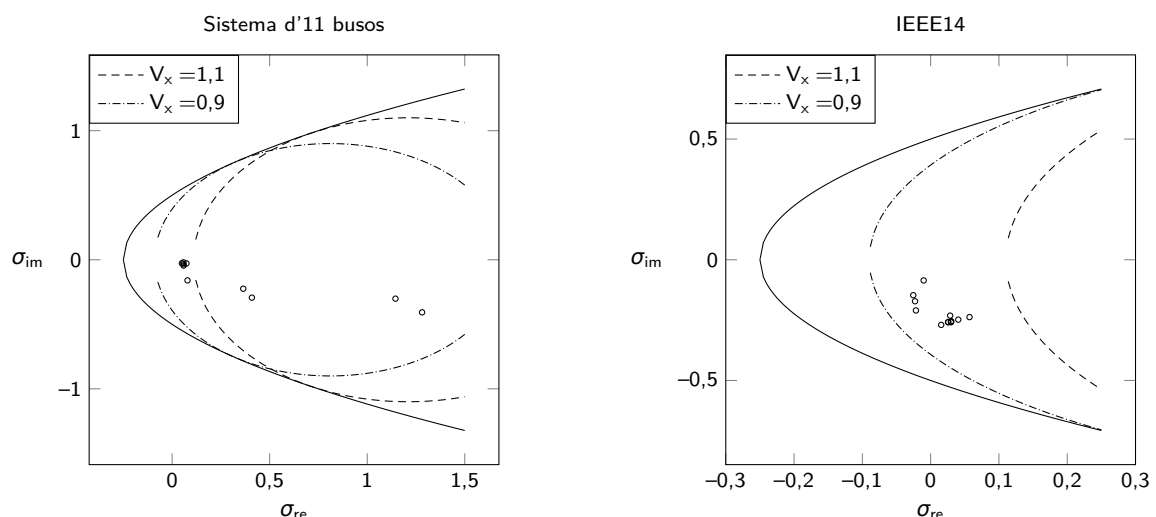 Sistema d'11 busos
V_x =1,1
V_x =0,9
1
0
−1
σ_im
0
0,5
1
1,5
σ_re
IEEE14
V_x =1,1
V_x =0,9
0,5
0
−0,5
σ_im
−0,3
−0,2
−0,1
0
0,1
0,2
0,3
σ_re